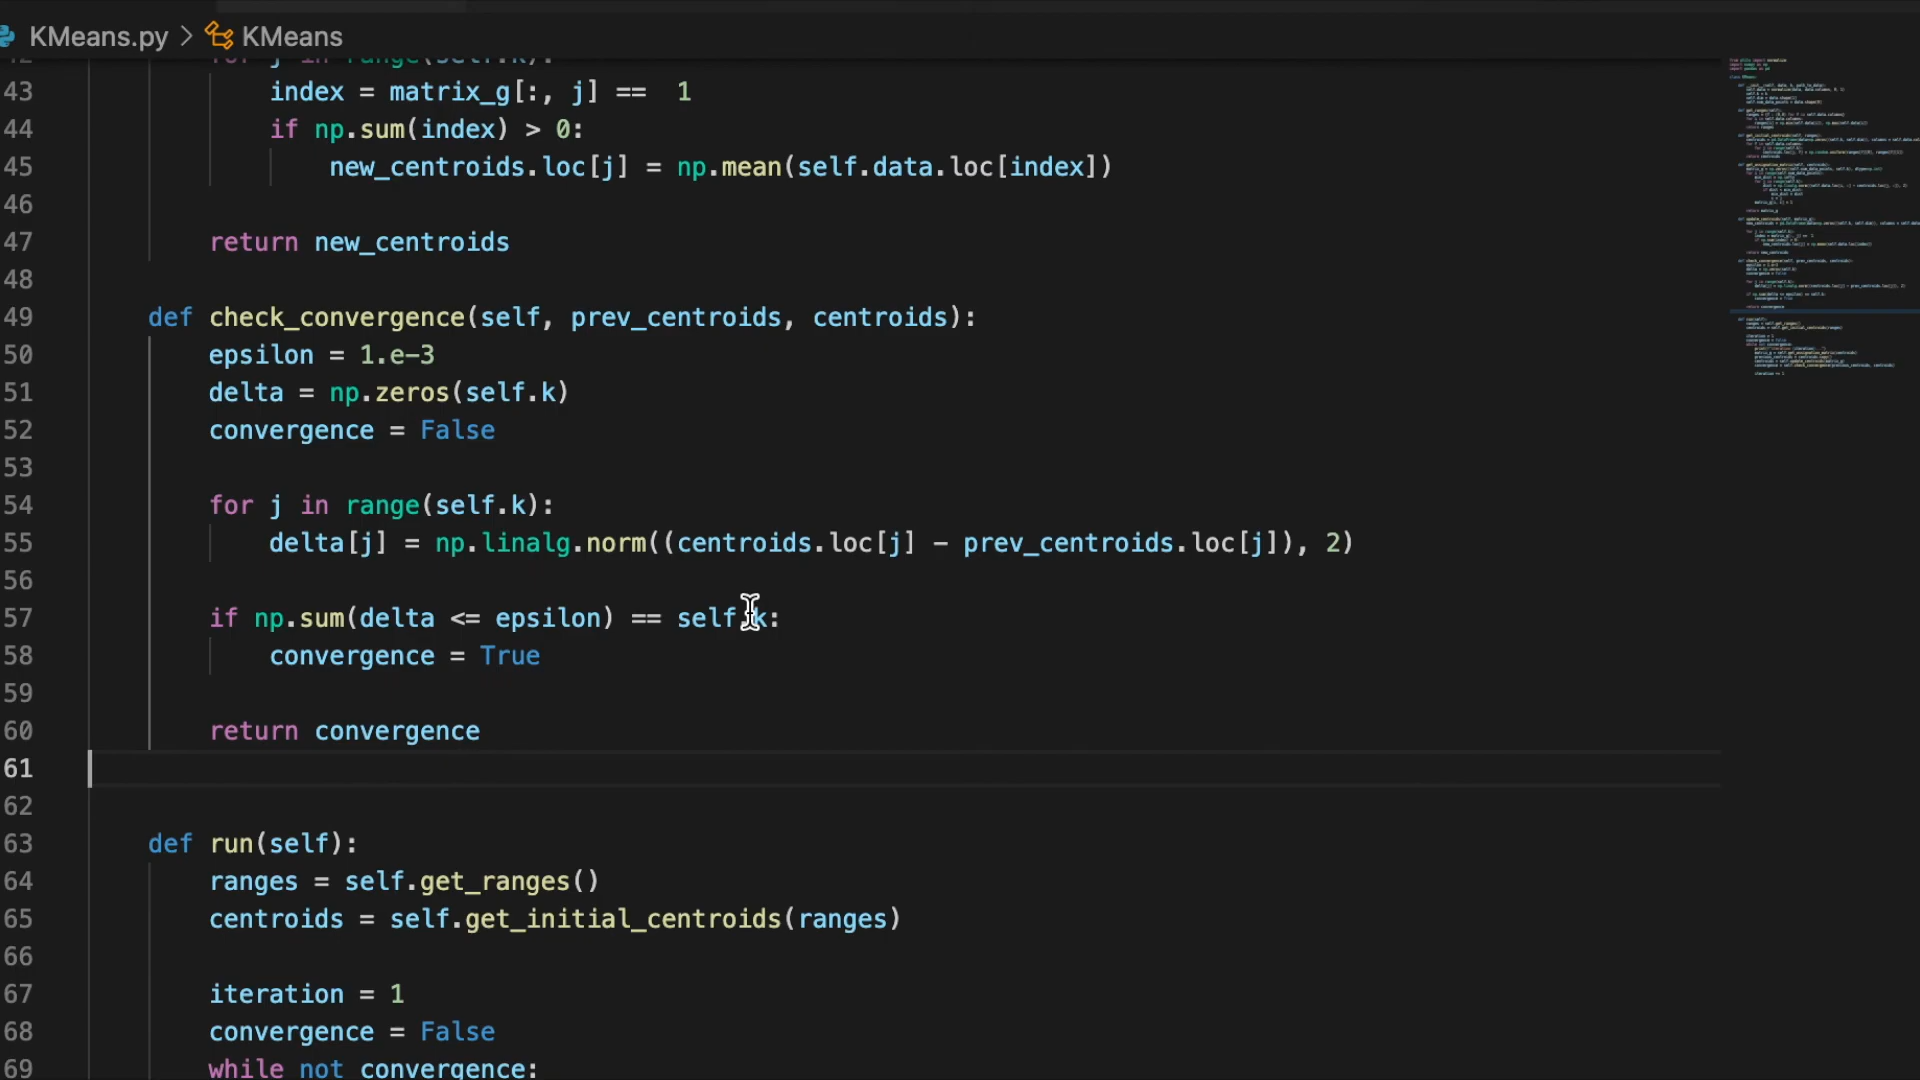 KMeans.py > KMeans
42 for j in range(self.k):
43 index = matrix_g[:, j] == 1
44 if np.sum(index) > 0:
45 new_centroids.loc[j] = np.mean(self.data.loc[index])
46
47 return new_centroids
48
49 def check_convergence(self, prev_centroids, centroids):
50 epsilon = 1.e-3
51 delta = np.zeros(self.k)
52 convergence = False
53
54 for j in range(self.k):
55 delta[j] = np.linalg.norm((centroids.loc[j] - prev_centroids.loc[j]), 2)
56
57 if np.sum(delta <= epsilon) == self.k:
58 convergence = True
59
60 return convergence
61
62
63 def run(self):
64 ranges = self.get_ranges()
65 centroids = self.get_initial_centroids(ranges)
66
67 iteration = 1
68 convergence = False
69 while not convergence: